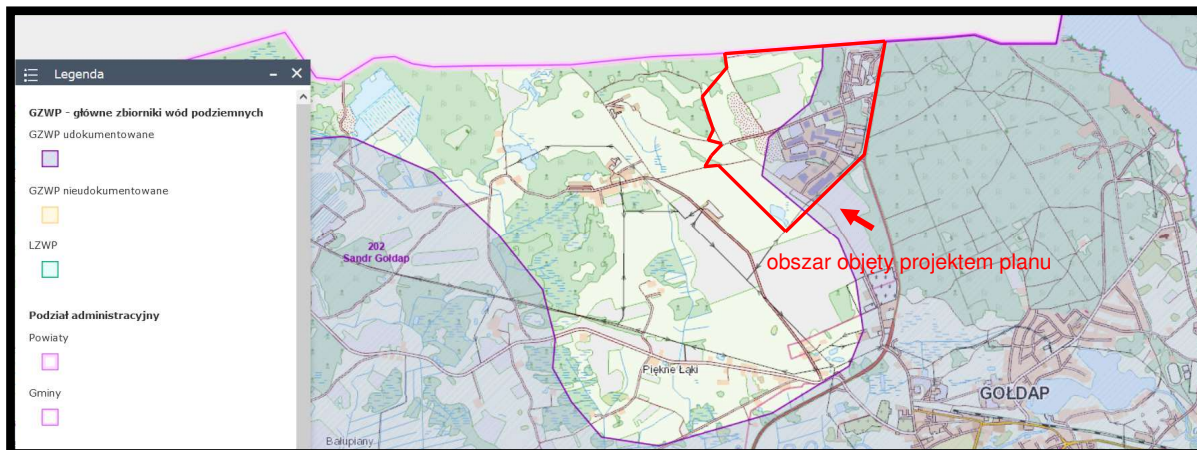 Legenda
GZWP - główne zbiorniki wód podziemnych
GZWP udokumentowane
GZWP nieudokumentowane
LZWP
Podział administracyjny
Powiaty
Gminy
202
Sandr Gołdap
obszar objęty projektem planu
Piękne Łąki
GOŁDAP
Bałupiany